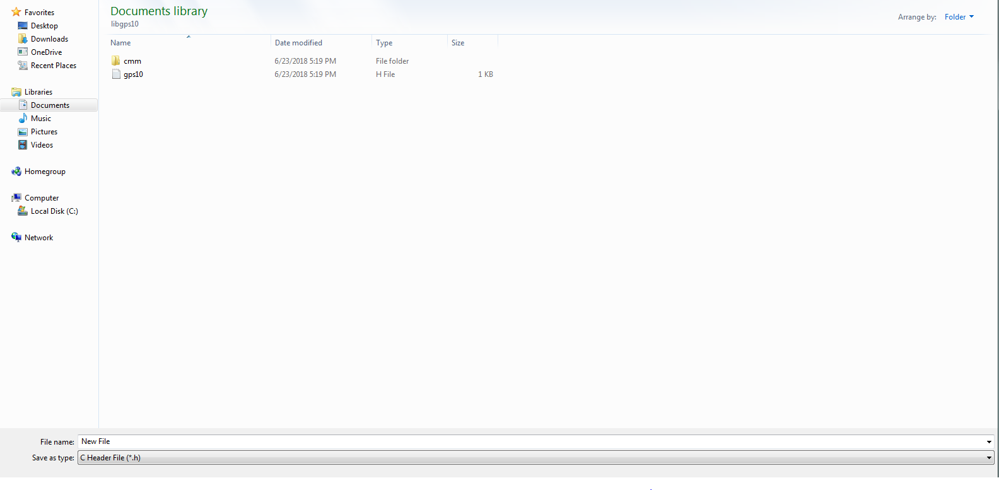 Favorites
Desktop
Downloads
OneDrive
Recent Places
Libraries
Documents
Music
Pictures
Videos
Homegroup
Computer
Local Disk (C:)
Network
Documents library
libgps10
Arrange by: Folder
Name Date modified Type Size
cmm 6/23/2018 5:19 PM File folder
gps10 6/23/2018 5:19 PM H File 1 KB
File name: New File
Save as type: C Header File (*.h)